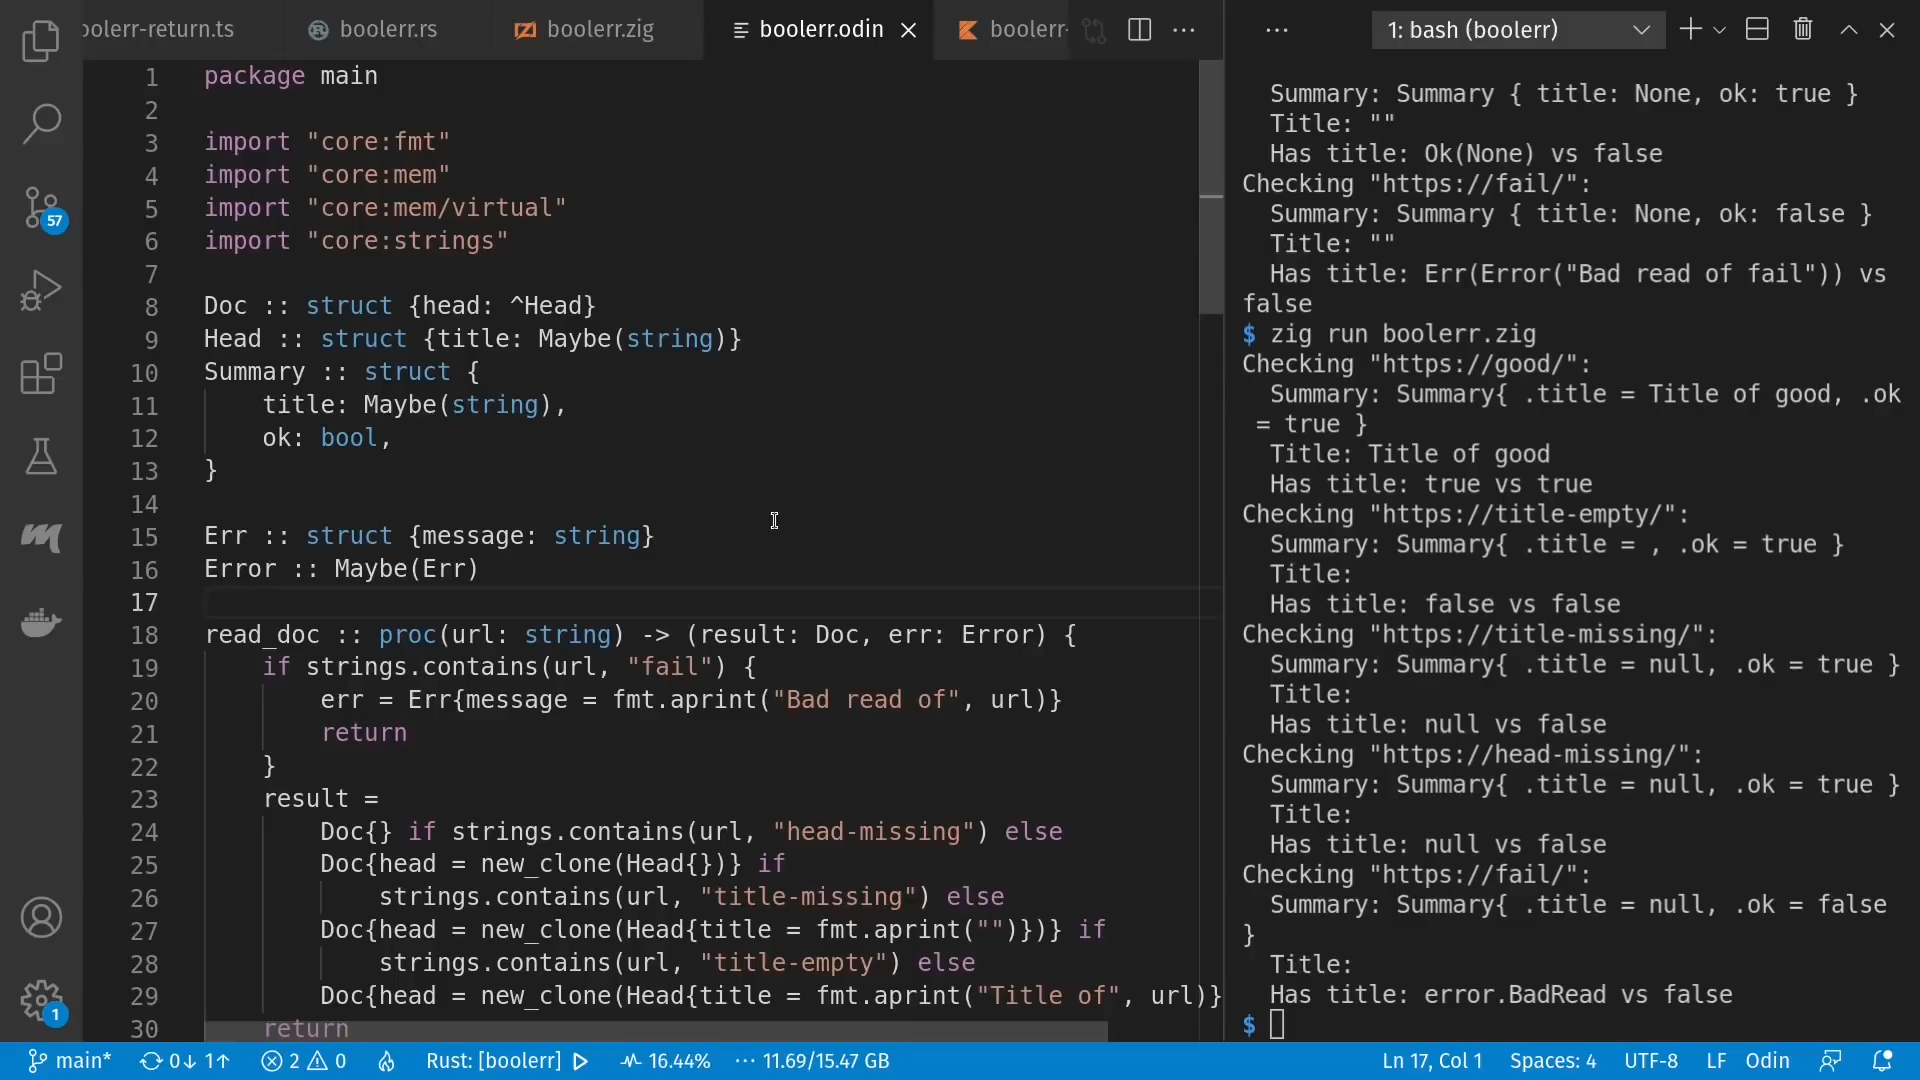 olerr-return.ts boolerr.rs boolerr.zig boolerr.odin boolerr-
1: bash (boolerr)
1 package main
2
3 import "core:fmt"
4 import "core:mem"
5 import "core:mem/virtual"
6 import "core:strings"
7
8 Doc :: struct {head: ^Head}
9 Head :: struct {title: Maybe(string)}
10 Summary :: struct {
11 title: Maybe(string),
12 ok: bool,
13 }
14
15 Err :: struct {message: string}
16 Error :: Maybe(Err)
17
18 read_doc :: proc(url: string) -> (result: Doc, err: Error) {
19 if strings.contains(url, "fail") {
20 err = Err{message = fmt.aprint("Bad read of", url)}
21 return
22 }
23 result =
24 Doc{} if strings.contains(url, "head-missing") else
25 Doc{head = new_clone(Head{})} if
26 strings.contains(url, "title-missing") else
27 Doc{head = new_clone(Head{title = fmt.aprint("")})} if
28 strings.contains(url, "title-empty") else
29 Doc{head = new_clone(Head{title = fmt.aprint("Title of", url)}
30 return
Summary: Summary { title: None, ok: true }
Title: ""
Has title: Ok(None) vs false
Checking "https://fail/":
Summary: Summary { title: None, ok: false }
Title: ""
Has title: Err(Error("Bad read of fail")) vs
false
$ zig run boolerr.zig
Checking "https://good/":
Summary: Summary{ .title = Title of good, .ok
= true }
Title: Title of good
Has title: true vs true
Checking "https://title-empty/":
Summary: Summary{ .title = , .ok = true }
Title:
Has title: false vs false
Checking "https://title-missing/":
Summary: Summary{ .title = null, .ok = true }
Title:
Has title: null vs false
Checking "https://head-missing/":
Summary: Summary{ .title = null, .ok = true }
Title:
Has title: null vs false
Checking "https://fail/":
Summary: Summary{ .title = null, .ok = false
}
Title:
Has title: error.BadRead vs false
$
57
1
main* 0↓ 1↑ 2 0 Rust: [boolerr] 16.44% 11.69/15.47 GB Ln 17, Col 1 Spaces: 4 UTF-8 LF Odin